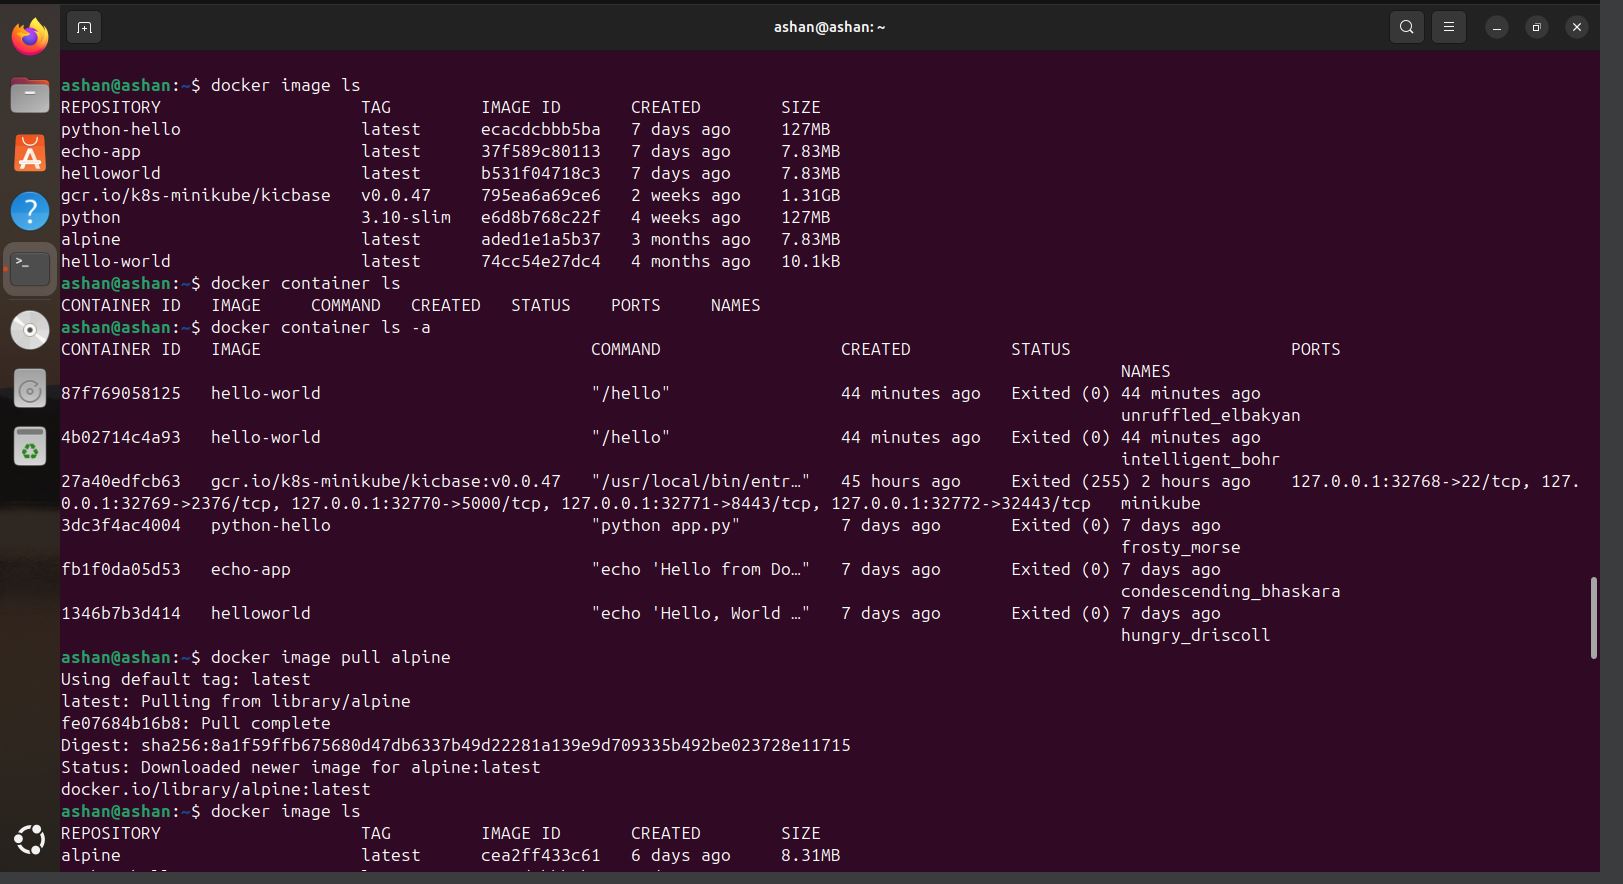 ashan@ashan: ~
ashan@ashan:~$ docker image ls
REPOSITORY                    TAG         IMAGE ID       CREATED        SIZE
python-hello                  latest      ecacdcbbb5ba   7 days ago     127MB
echo-app                      latest      37f589c80113   7 days ago     7.83MB
helloworld                    latest      b531f04718c3   7 days ago     7.83MB
gcr.io/k8s-minikube/kicbase   v0.0.47     795ea6a69ce6   2 weeks ago    1.31GB
python                        3.10-slim   e6d8b768c22f   4 weeks ago    127MB
alpine                        latest      aded1e1a5b37   3 months ago   7.83MB
hello-world                   latest      74cc54e27dc4   4 months ago   10.1kB
ashan@ashan:~$ docker container ls
CONTAINER ID   IMAGE     COMMAND   CREATED   STATUS    PORTS     NAMES
ashan@ashan:~$ docker container ls -a
CONTAINER ID   IMAGE                                 COMMAND                  CREATED          STATUS                      PORTS
NAMES
87f769058125   hello-world                           "/hello"                 44 minutes ago   Exited (0) 44 minutes ago
unruffled_elbakyan
4b02714c4a93   hello-world                           "/hello"                 44 minutes ago   Exited (0) 44 minutes ago
intelligent_bohr
27a40edfcb63   gcr.io/k8s-minikube/kicbase:v0.0.47   "/usr/local/bin/entr…"   45 hours ago     Exited (255) 2 hours ago    127.0.0.1:32768->22/tcp, 127.
0.0.1:32769->2376/tcp, 127.0.0.1:32770->5000/tcp, 127.0.0.1:32771->8443/tcp, 127.0.0.1:32772->32443/tcp   minikube
3dc3f4ac4004   python-hello                          "python app.py"          7 days ago       Exited (0) 7 days ago
frosty_morse
fb1f0da05d53   echo-app                              "echo 'Hello from Do…"   7 days ago       Exited (0) 7 days ago
condescending_bhaskara
1346b7b3d414   helloworld                            "echo 'Hello, World …"   7 days ago       Exited (0) 7 days ago
hungry_driscoll
ashan@ashan:~$ docker image pull alpine
Using default tag: latest
latest: Pulling from library/alpine
fe07684b16b8: Pull complete
Digest: sha256:8a1f59ffb675680d47db6337b49d22281a139e9d709335b492be023728e11715
Status: Downloaded newer image for alpine:latest
docker.io/library/alpine:latest
ashan@ashan:~$ docker image ls
REPOSITORY                    TAG         IMAGE ID       CREATED        SIZE
alpine                        latest      cea2ff433c61   6 days ago     8.31MB